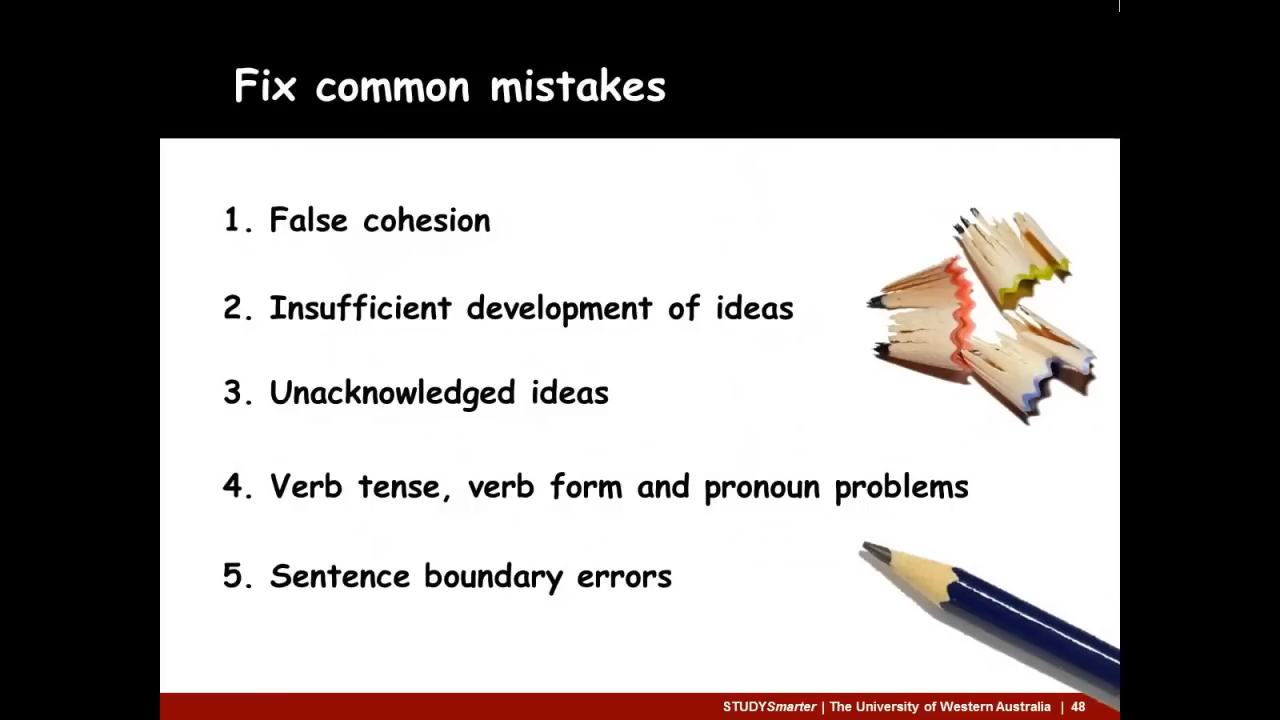 Fix common mistakes
1. False cohesion
2. Insufficient development of ideas
3. Unacknowledged ideas
4. Verb tense, verb form and pronoun problems
5. Sentence boundary errors
STUDYSmarter | The University of Western Australia | 48